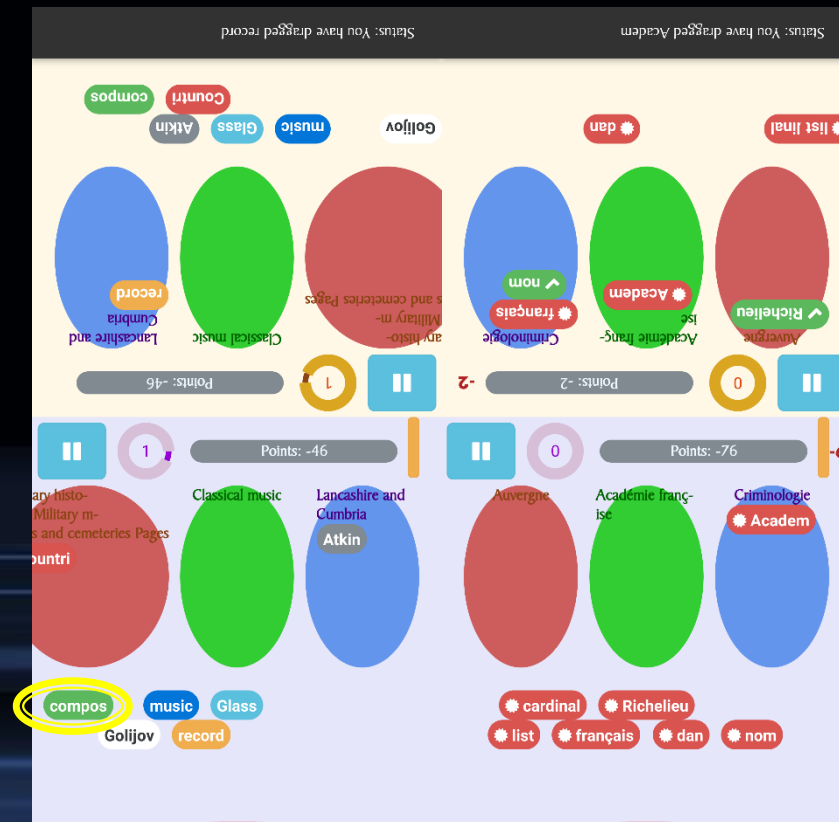 Status: You have dragged record
Status: You have dragged Academ
compos
Countri
Atkin
Glass
music
Golijov
dan
list linal
record
Lancashire and
Cumbria
Classical music
ary histo-
Military m-
s and cemeteries Pages
nom
français
Criminologie
Academ
Académie franç-
ise
Richelieu
Auvergne
Points: -46
1
-2
Points: -2
0
1
Points: -46
0
Points: -76
ary histo-
Military m-
s and cemeteries Pages
ountri
Classical music
Lancashire and
Cumbria
Atkin
Auvergne
Académie franç-
ise
Criminologie
Academ
compos
music
Glass
Golijov
record
cardinal
Richelieu
list
français
dan
nom